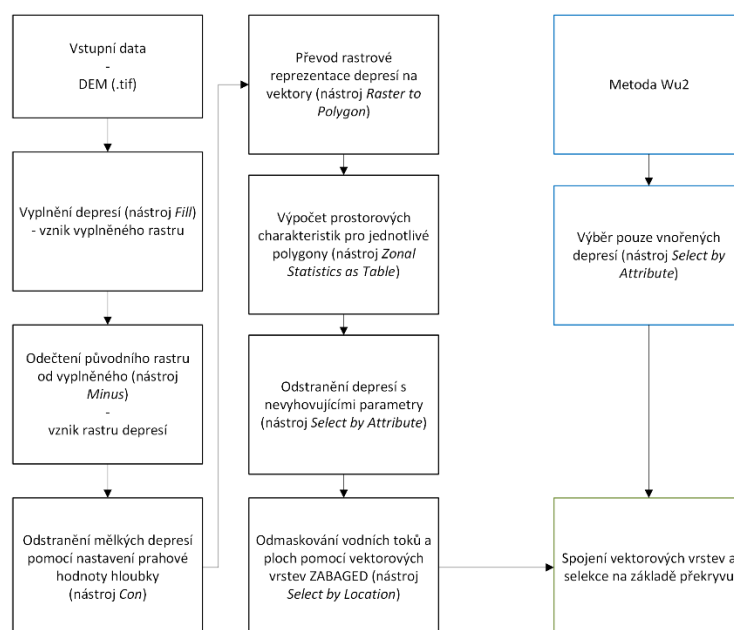 Vstupní data
-
DEM (.tif)
Vyplnění depresí (nástroj Fill)
- vznik vyplněného rastru
Odečtení původního rastru
od vyplněného (nástroj
Minus)
-
vznik rastru depresí
Odstranění mělkých depresí
pomocí nastavení prahové
hodnoty hloubky
(nástroj Con)
Převod rastrové
reprezentace depresí na
vektory (nástroj Raster to
Polygon)
Výpočet prostorových
charakteristik pro jednotlivé
polygony (nástroj Zonal
Statistics as Table)
Odstranění depresí s
nevyhovujícími parametry
(nástroj Select by Attribute)
Odmaskování vodních toků a
ploch pomocí vektorových
vrstev ZABAGED (nástroj
Select by Location)
Metoda Wu2
Výběr pouze vnořených
depresí (nástroj Select by
Attribute)
Spojení vektorových vrstev a
selekce na základě překryvu